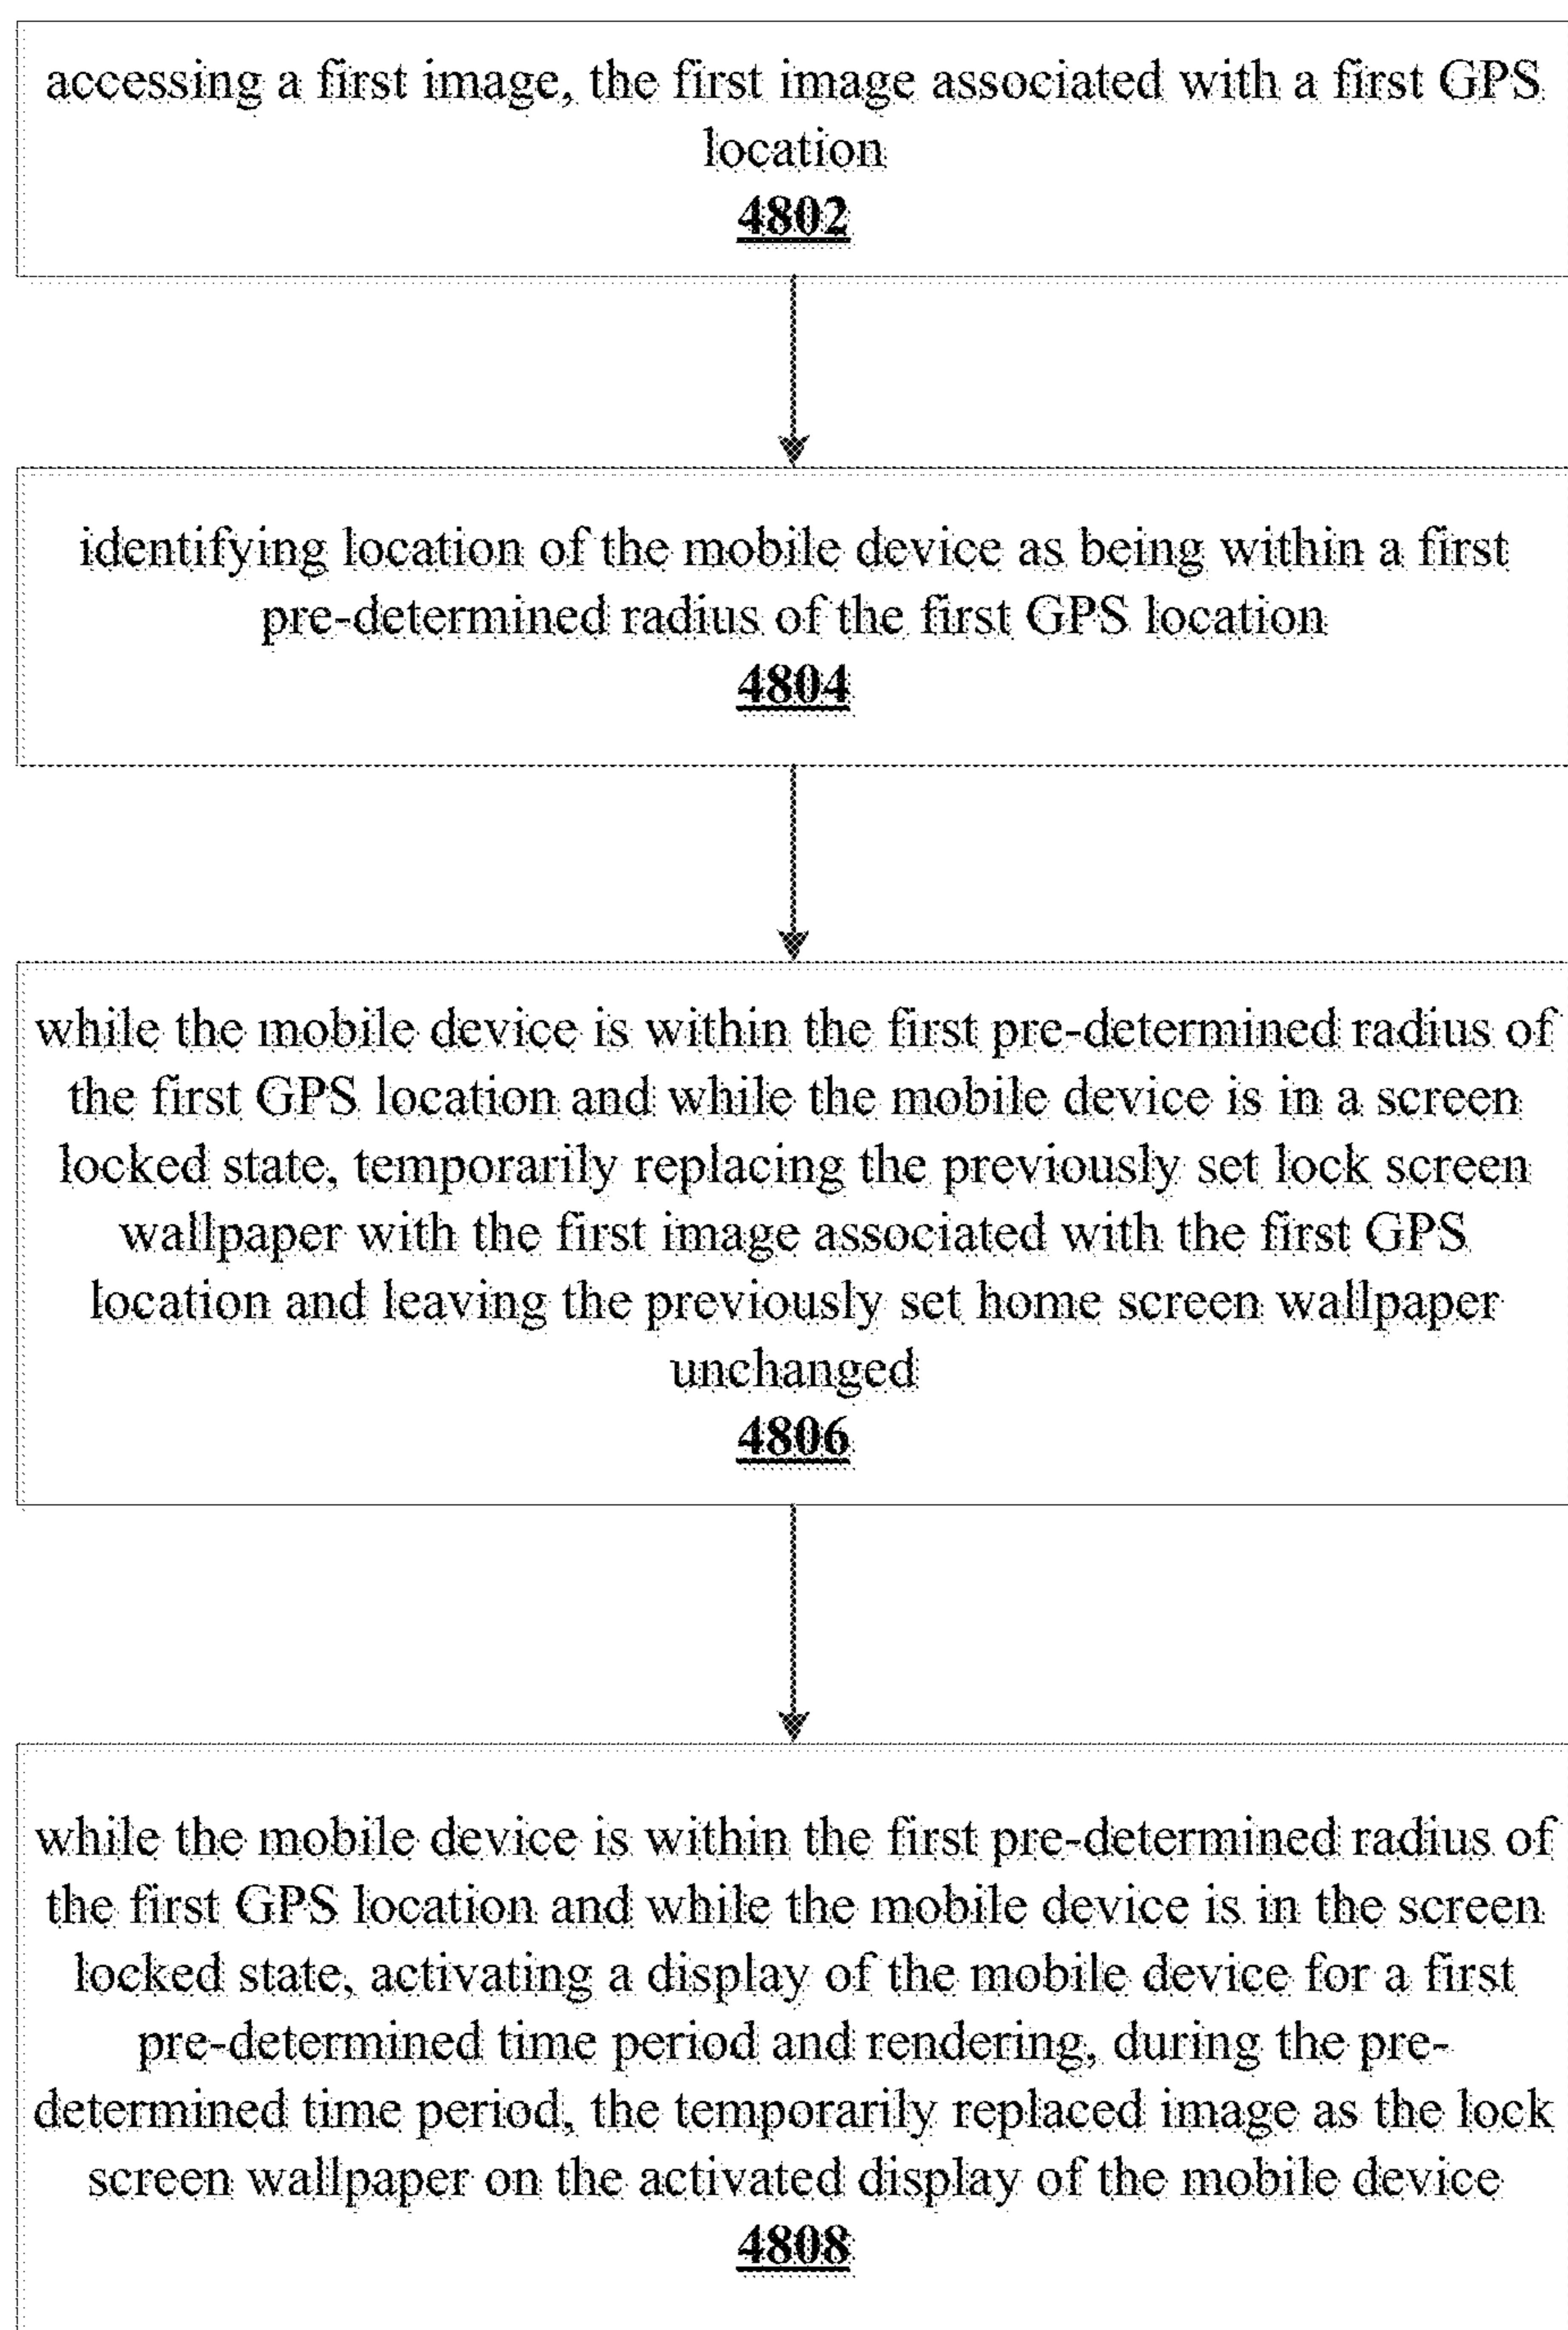 accessing a first image, the first image associated with a first GPS
location
4802
identifying location of the mobile device as being within a first
pre-determined radius of the first GPS location
4804
while the mobile device is within the first pre-determined radius of
the first GPS location and while the mobile device is in a screen
locked state, temporarily replacing the previously set lock screen
wallpaper with the first image associated with the first GPS
location and leaving the previously set home screen wallpaper
unchanged
4806
while the mobile device is within the first pre-determined radius of
the first GPS location and while the mobile device is in the screen
locked state, activating a display of the mobile device for a first
pre-determined time period and rendering, during the pre-
determined time period, the temporarily replaced image as the lock
screen wallpaper on the activated display of the mobile device
4808